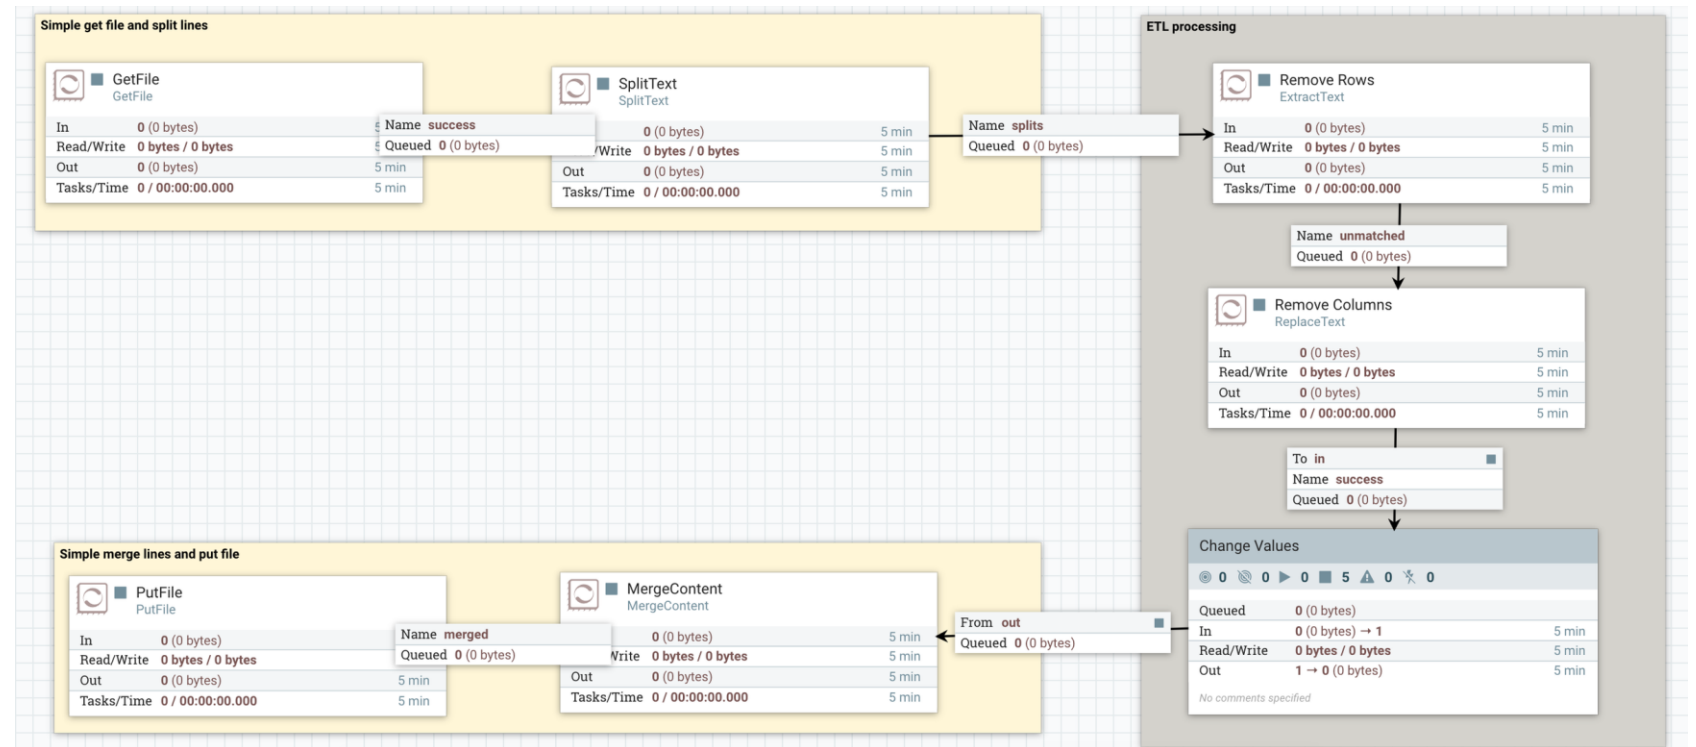 Simple get file and split lines
GetFile
GetFile
In 0 (0 bytes)
Read/Write 0 bytes / 0 bytes
Out 0 (0 bytes) 5 min
Tasks/Time 0 / 00:00:00.000 5 min
Name success
Queued 0 (0 bytes)
SplitText
SplitText
0 (0 bytes) 5 min
/Write 0 bytes / 0 bytes 5 min
Out 0 (0 bytes) 5 min
Tasks/Time 0 / 00:00:00.000 5 min
Name splits
Queued 0 (0 bytes)
ETL processing
Remove Rows
ExtractText
In 0 (0 bytes) 5 min
Read/Write 0 bytes / 0 bytes 5 min
Out 0 (0 bytes) 5 min
Tasks/Time 0 / 00:00:00.000 5 min
Name unmatched
Queued 0 (0 bytes)
Remove Columns
ReplaceText
In 0 (0 bytes) 5 min
Read/Write 0 bytes / 0 bytes 5 min
Out 0 (0 bytes) 5 min
Tasks/Time 0 / 00:00:00.000 5 min
To in
Name success
Queued 0 (0 bytes)
Change Values
0 0 0 5 0 0
Queued 0 (0 bytes)
In 0 (0 bytes) → 1 5 min
Read/Write 0 bytes / 0 bytes 5 min
Out 1 → 0 (0 bytes) 5 min
No comments specified
From out
Queued 0 (0 bytes)
Simple merge lines and put file
MergeContent
MergeContent
0 (0 bytes) 5 min
Write 0 bytes / 0 bytes 5 min
Out 0 (0 bytes) 5 min
Tasks/Time 0 / 00:00:00.000 5 min
Name merged
Queued 0 (0 bytes)
PutFile
PutFile
In 0 (0 bytes)
Read/Write 0 bytes / 0 bytes
Out 0 (0 bytes) 5 min
Tasks/Time 0 / 00:00:00.000 5 min